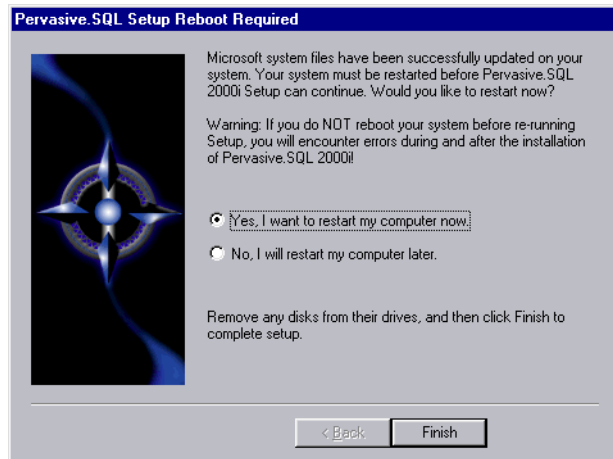 Pervasive.SQL Setup Reboot Required
Microsoft system files have been successfully updated on your
system. Your system must be restarted before Pervasive.SQL
2000i Setup can continue. Would you like to restart now?
Warning: If you do NOT reboot your system before re-running
Setup, you will encounter errors during and after the installation
of Pervasive.SQL 2000i!
Yes, I want to restart my computer now.
No, I will restart my computer later.
Remove any disks from their drives, and then click Finish to
complete setup.
< Back
Finish